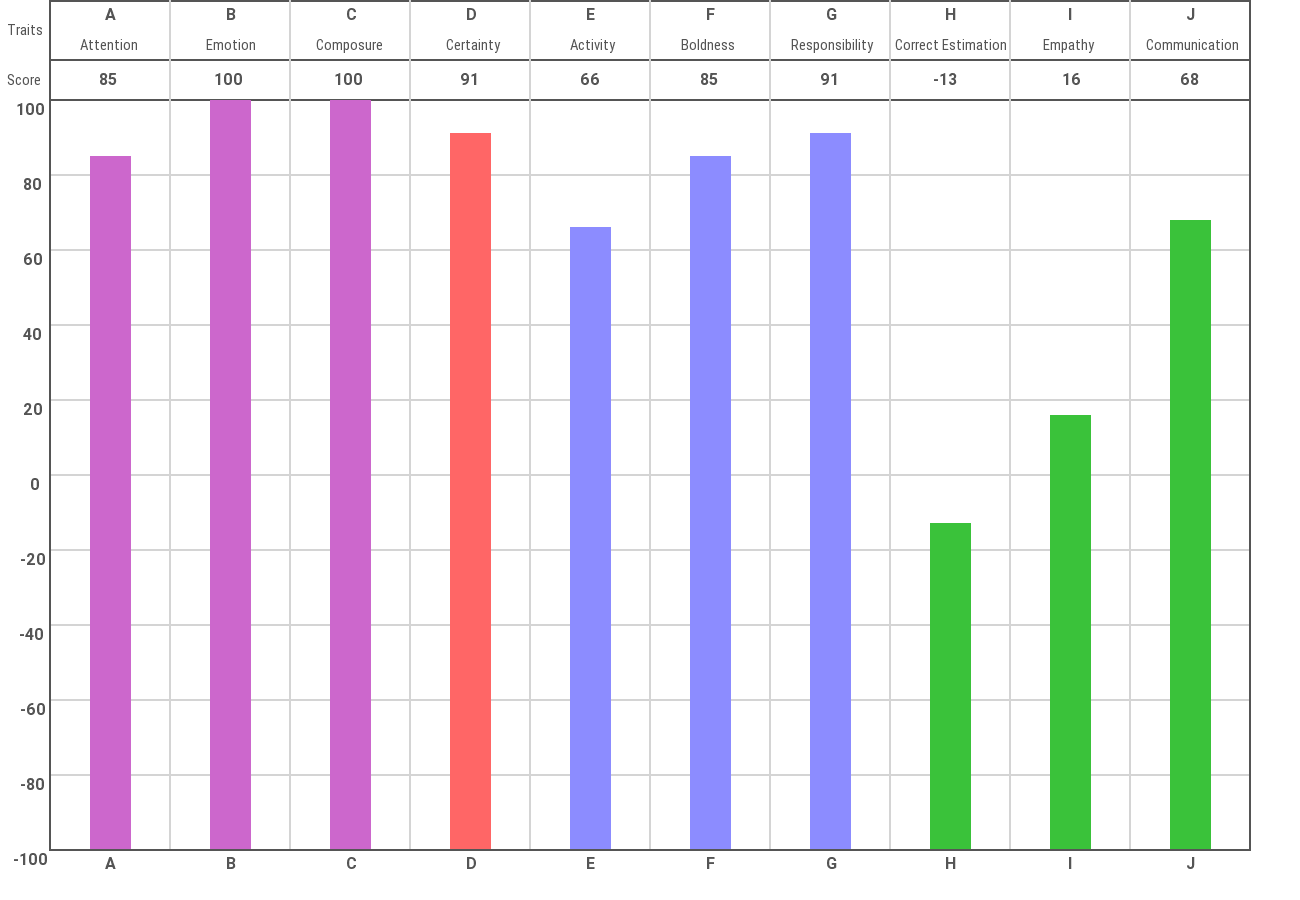 Traits
A B C D E F G H I J
Attention Emotion Composure Certainty Activity Boldness Responsibility Correct Estimation Empathy Communication
Score 85 100 100 91 66 85 91 -13 16 68
100
80
60
40
20
0
-20
-40
-60
-80
-100
A B C D E F G H I J